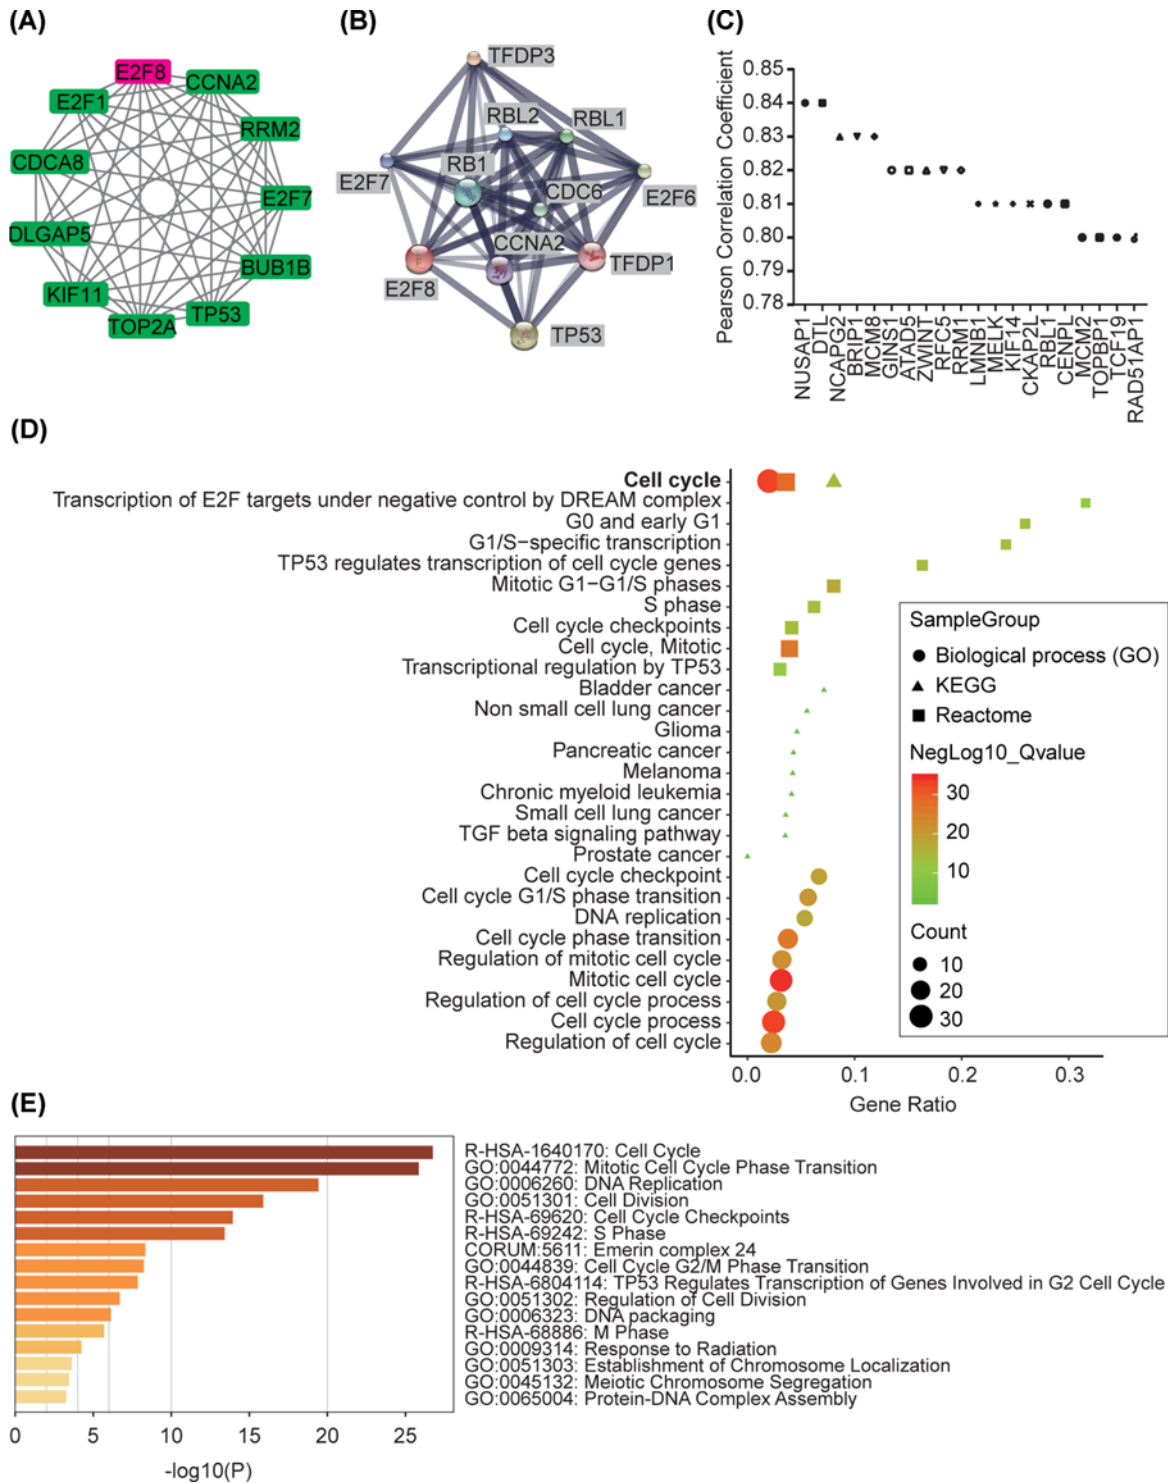 (A)
E2F8
CCNA2
E2F1
RRM2
CDCA8
E2F7
DLGAP5
BUB1B
KIF11
TP53
TOP2A
(B)
TFDP3
RBL2
RBL1
RB1
E2F7
CDC6
E2F6
CCNA2
TFDP1
E2F8
TP53
(C)
Pearson Correlation Coefficient
0.85
0.84
0.83
0.82
0.81
0.80
0.79
0.78
NUSAP1
DTL
NCAPG2
BRIP1
MCM8
GINS1
ATAD5
ZWINT
RFC5
RRM1
LMNB1
MELK
KIF14
CKAP2L
RBL1
CENPL
MCM2
TOPBP1
TCF19
RAD51AP1
(D)
Cell cycle
Transcription of E2F targets under negative control by DREAM complex
G0 and early G1
G1/S−specific transcription
TP53 regulates transcription of cell cycle genes
Mitotic G1−G1/S phases
S phase
Cell cycle checkpoints
Cell cycle, Mitotic
Transcriptional regulation by TP53
Bladder cancer
Non small cell lung cancer
Glioma
Pancreatic cancer
Melanoma
Chronic myeloid leukemia
Small cell lung cancer
TGF beta signaling pathway
Prostate cancer
Cell cycle checkpoint
Cell cycle G1/S phase transition
DNA replication
Cell cycle phase transition
Regulation of mitotic cell cycle
Mitotic cell cycle
Regulation of cell cycle process
Cell cycle process
Regulation of cell cycle
0.0 0.1 0.2 0.3
Gene Ratio
SampleGroup
Biological process (GO)
KEGG
Reactome
NegLog10_Qvalue
30
20
10
Count
10
20
30
(E)
R-HSA-1640170: Cell Cycle
GO:0044772: Mitotic Cell Cycle Phase Transition
GO:0006260: DNA Replication
GO:0051301: Cell Division
R-HSA-69620: Cell Cycle Checkpoints
R-HSA-69242: S Phase
CORUM:5611: Emerin complex 24
GO:0044839: Cell Cycle G2/M Phase Transition
R-HSA-6804114: TP53 Regulates Transcription of Genes Involved in G2 Cell Cycle
GO:0051302: Regulation of Cell Division
GO:0006323: DNA packaging
R-HSA-68886: M Phase
GO:0009314: Response to Radiation
GO:0051303: Establishment of Chromosome Localization
GO:0045132: Meiotic Chromosome Segregation
GO:0065004: Protein-DNA Complex Assembly
0 5 10 15 20 25
-log10(P)